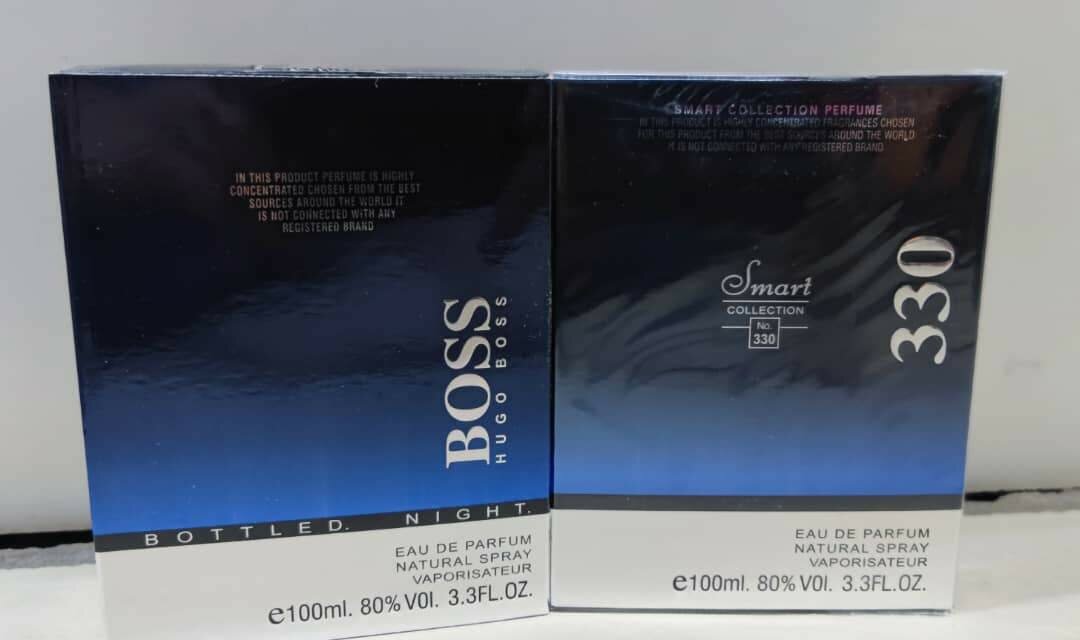 IN THIS PRODUCT PERFUME IS HIGHLY
CONCENTRATED CHOSEN FROM THE BEST
SOURCES AROUND THE WORLD IT
IS NOT CONNECTED WITH ANY
REGISTERED BRAND
BOSS
HUGO BOSS
BOTTLED. NIGHT.
EAU DE PARFUM
NATURAL SPRAY
VAPORISATEUR
e100ml. 80% VOl. 3.3FL.OZ.
SMART COLLECTION PERFUME
IN THIS PRODUCT IS HIGHLY CONCENTRATED FRAGRANCES CHOSEN
FOR THIS PRODUCT FROM THE BEST SOURCES AROUND THE WORLD
IT IS NOT CONNECTED WITH ANY REGISTERED BRAND
Smart
COLLECTION
No.
330
330
EAU DE PARFUM
NATURAL SPRAY
VAPORISATEUR
e100ml. 80% VOl. 3.3FL.OZ.